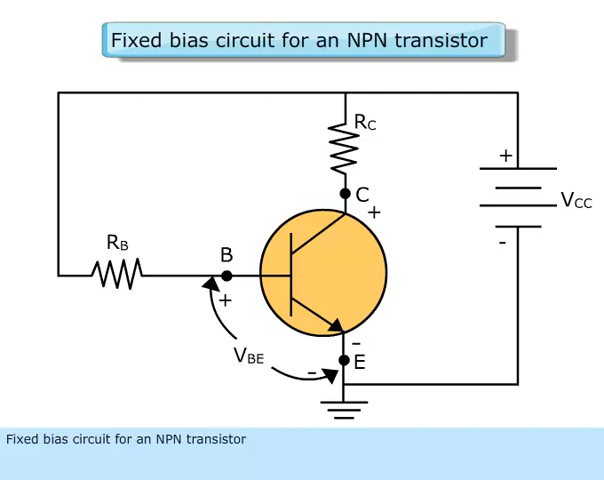 Fixed bias circuit for an NPN transistor
RC
+
C
+
VCC
-
RB
B
+
-
VBE
-
E
Fixed bias circuit for an NPN transistor